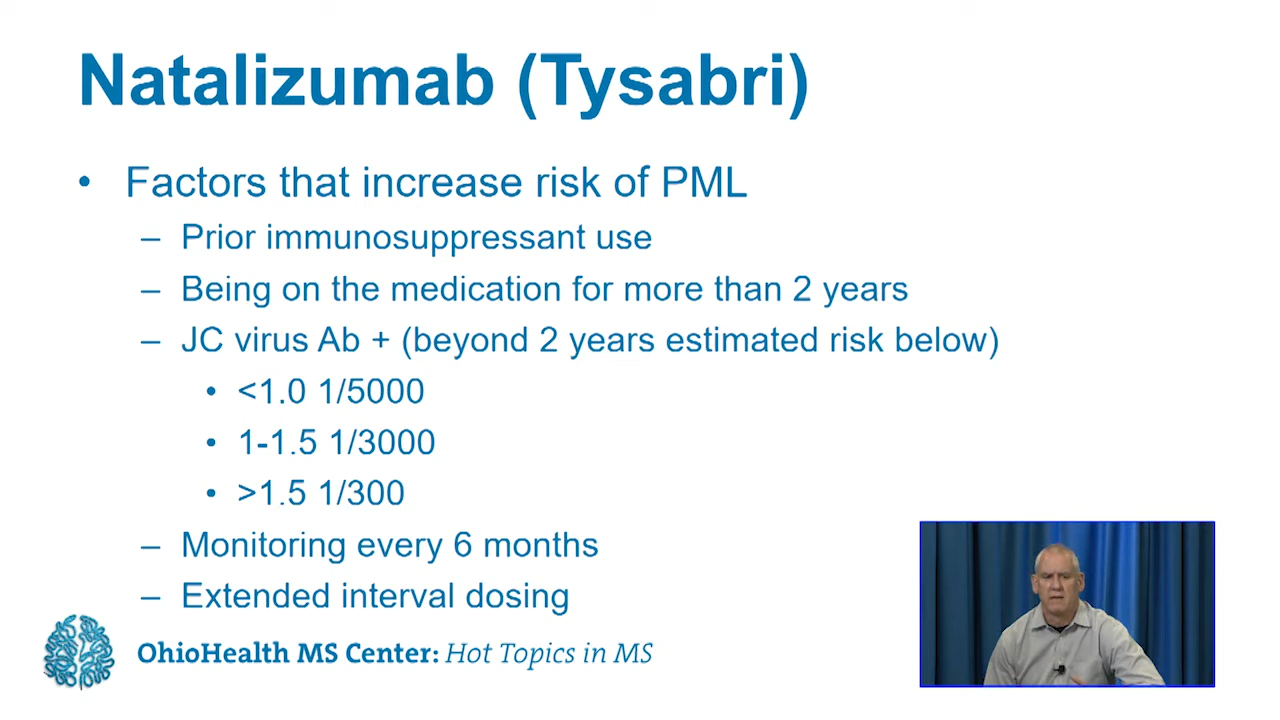 Natalizumab (Tysabri)
• Factors that increase risk of PML
– Prior immunosuppressant use
– Being on the medication for more than 2 years
– JC virus Ab + (beyond 2 years estimated risk below)
• <1.0 1/5000
• 1-1.5 1/3000
• >1.5 1/300
– Monitoring every 6 months
– Extended interval dosing
OhioHealth MS Center: Hot Topics in MS